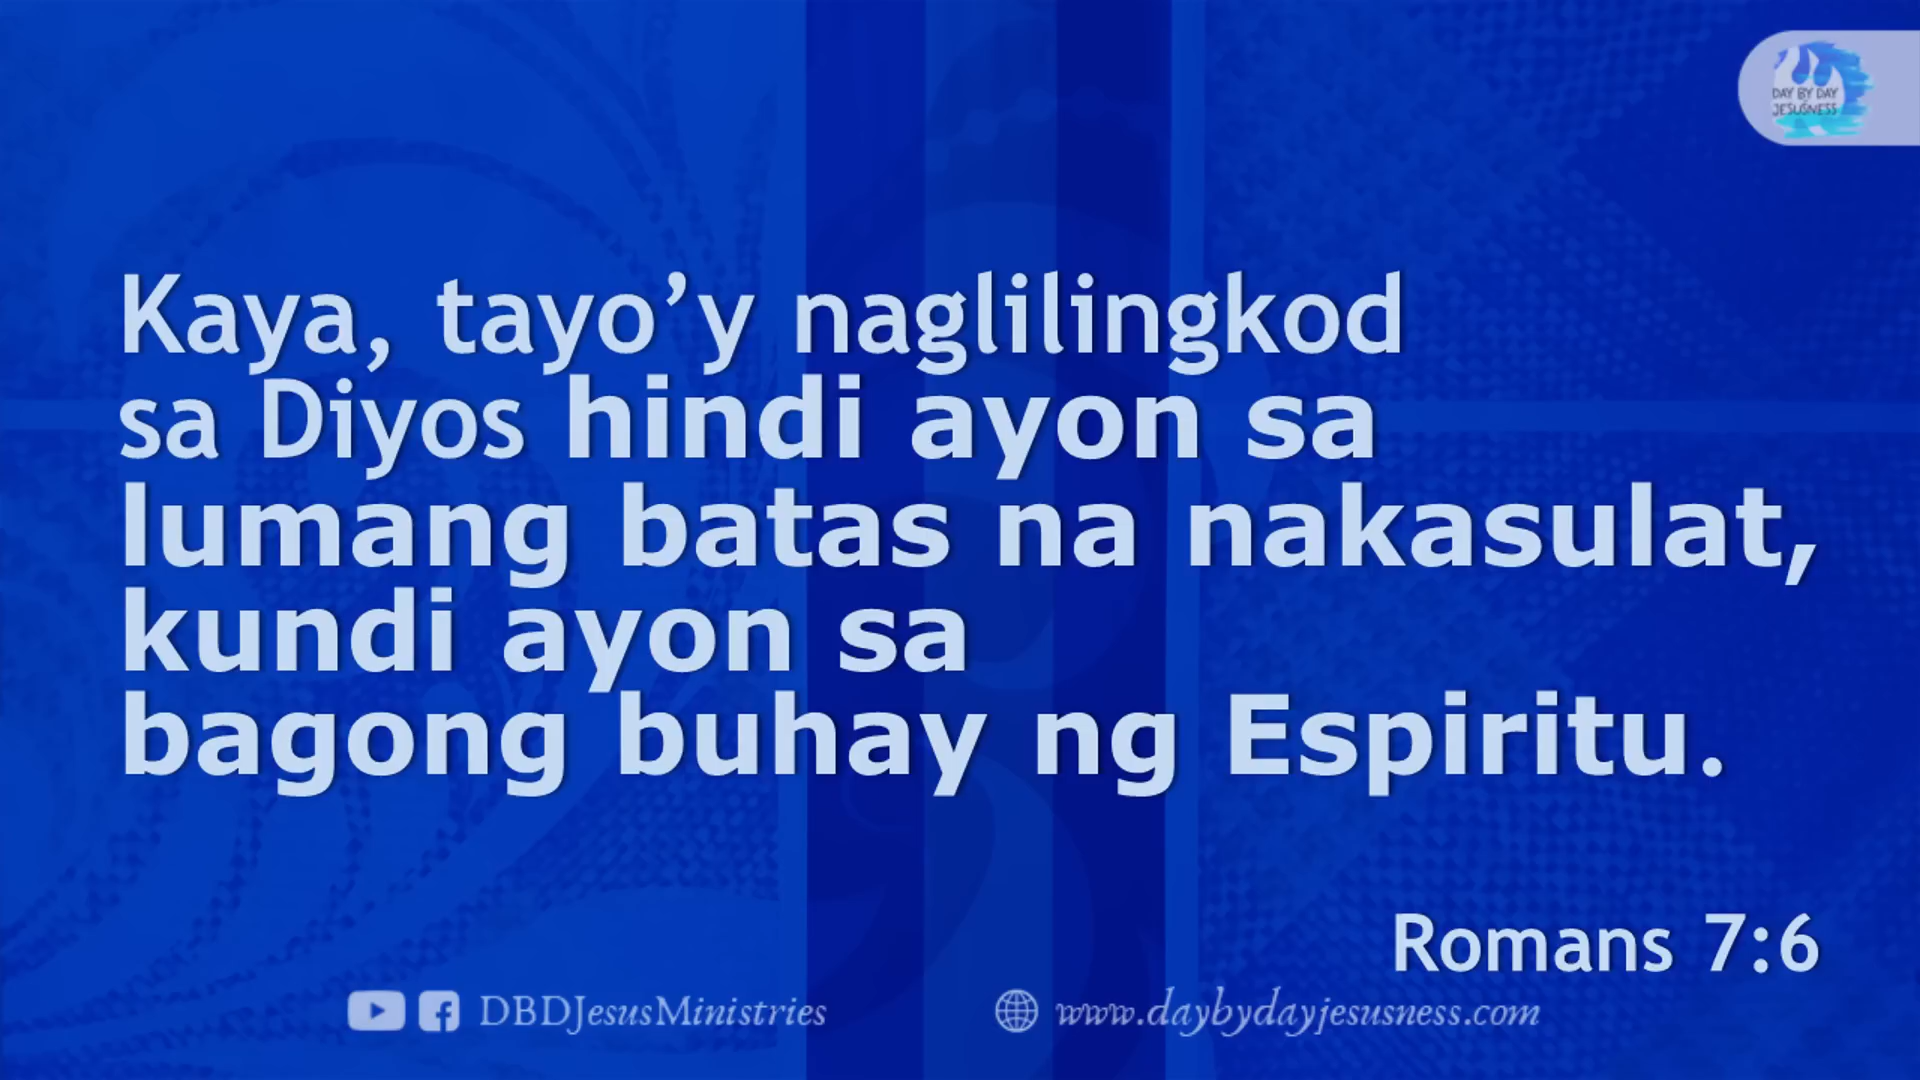 DAY BY DAY
JESUSNESS
Kaya, tayo’y naglilingkod
sa Diyos hindi ayon sa
lumang batas na nakasulat,
kundi ayon sa
bagong buhay ng Espiritu.
Romans 7:6
DBDJesusMinistries
www.daybydayjesusness.com